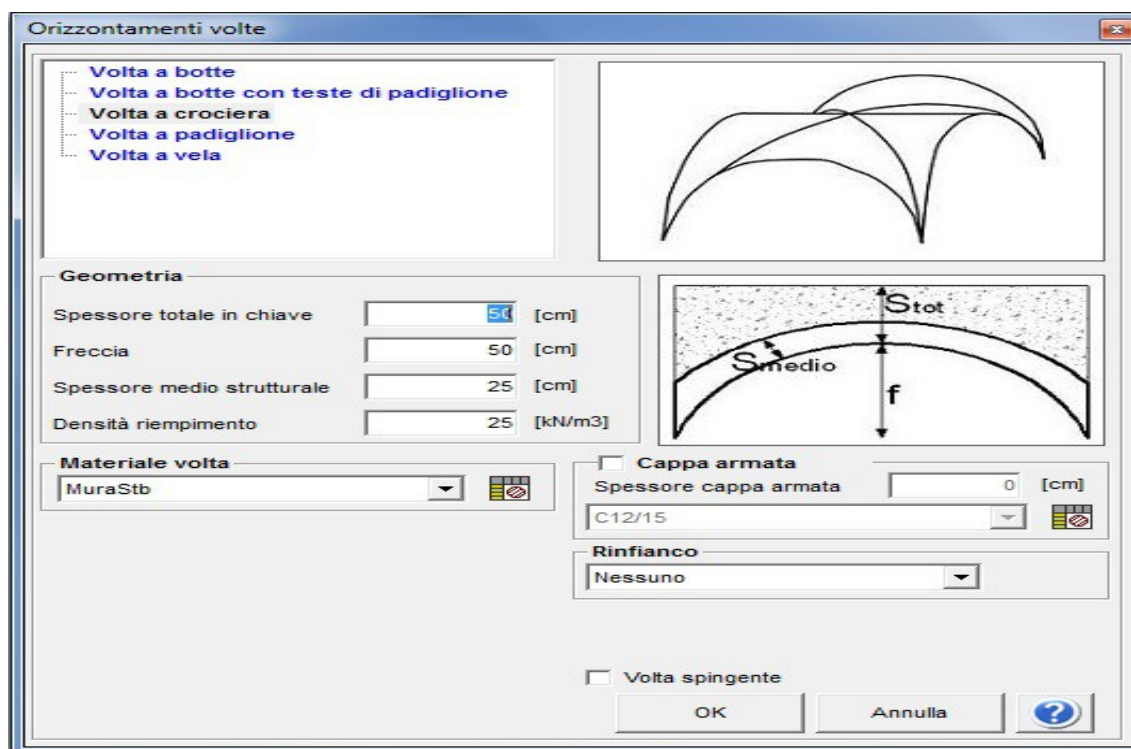 Orizzontamenti volte
Volta a botte
Volta a botte con teste di padiglione
Volta a crociera
Volta a padiglione
Volta a vela
Geometria
Spessore totale in chiave 50 [cm]
Freccia 50 [cm]
Spessore medio strutturale 25 [cm]
Densità riempimento 25 [kN/m3]
Stot
Smedio
f
Materiale volta
MuraStb
Cappa armata
Spessore cappa armata 0 [cm]
C12/15
Rinfianco
Nessuno
Volta spingente
OK Annulla ?